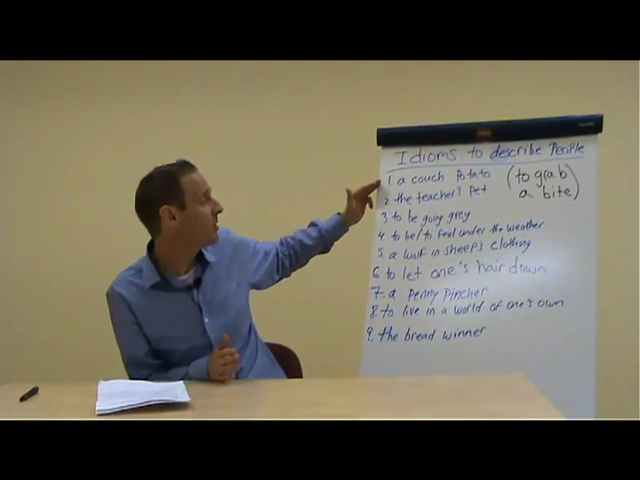 Idioms to describe People
1. a couch potato (to grab
2 the teacher's Pet a bite)
3 to be going grey
4 to be/to feel under the weather
5. a wolf in sheep's clothing
6 to let one's hair down
7. a Penny Pincher
8. to live in a world of one's own
9. the bread winner